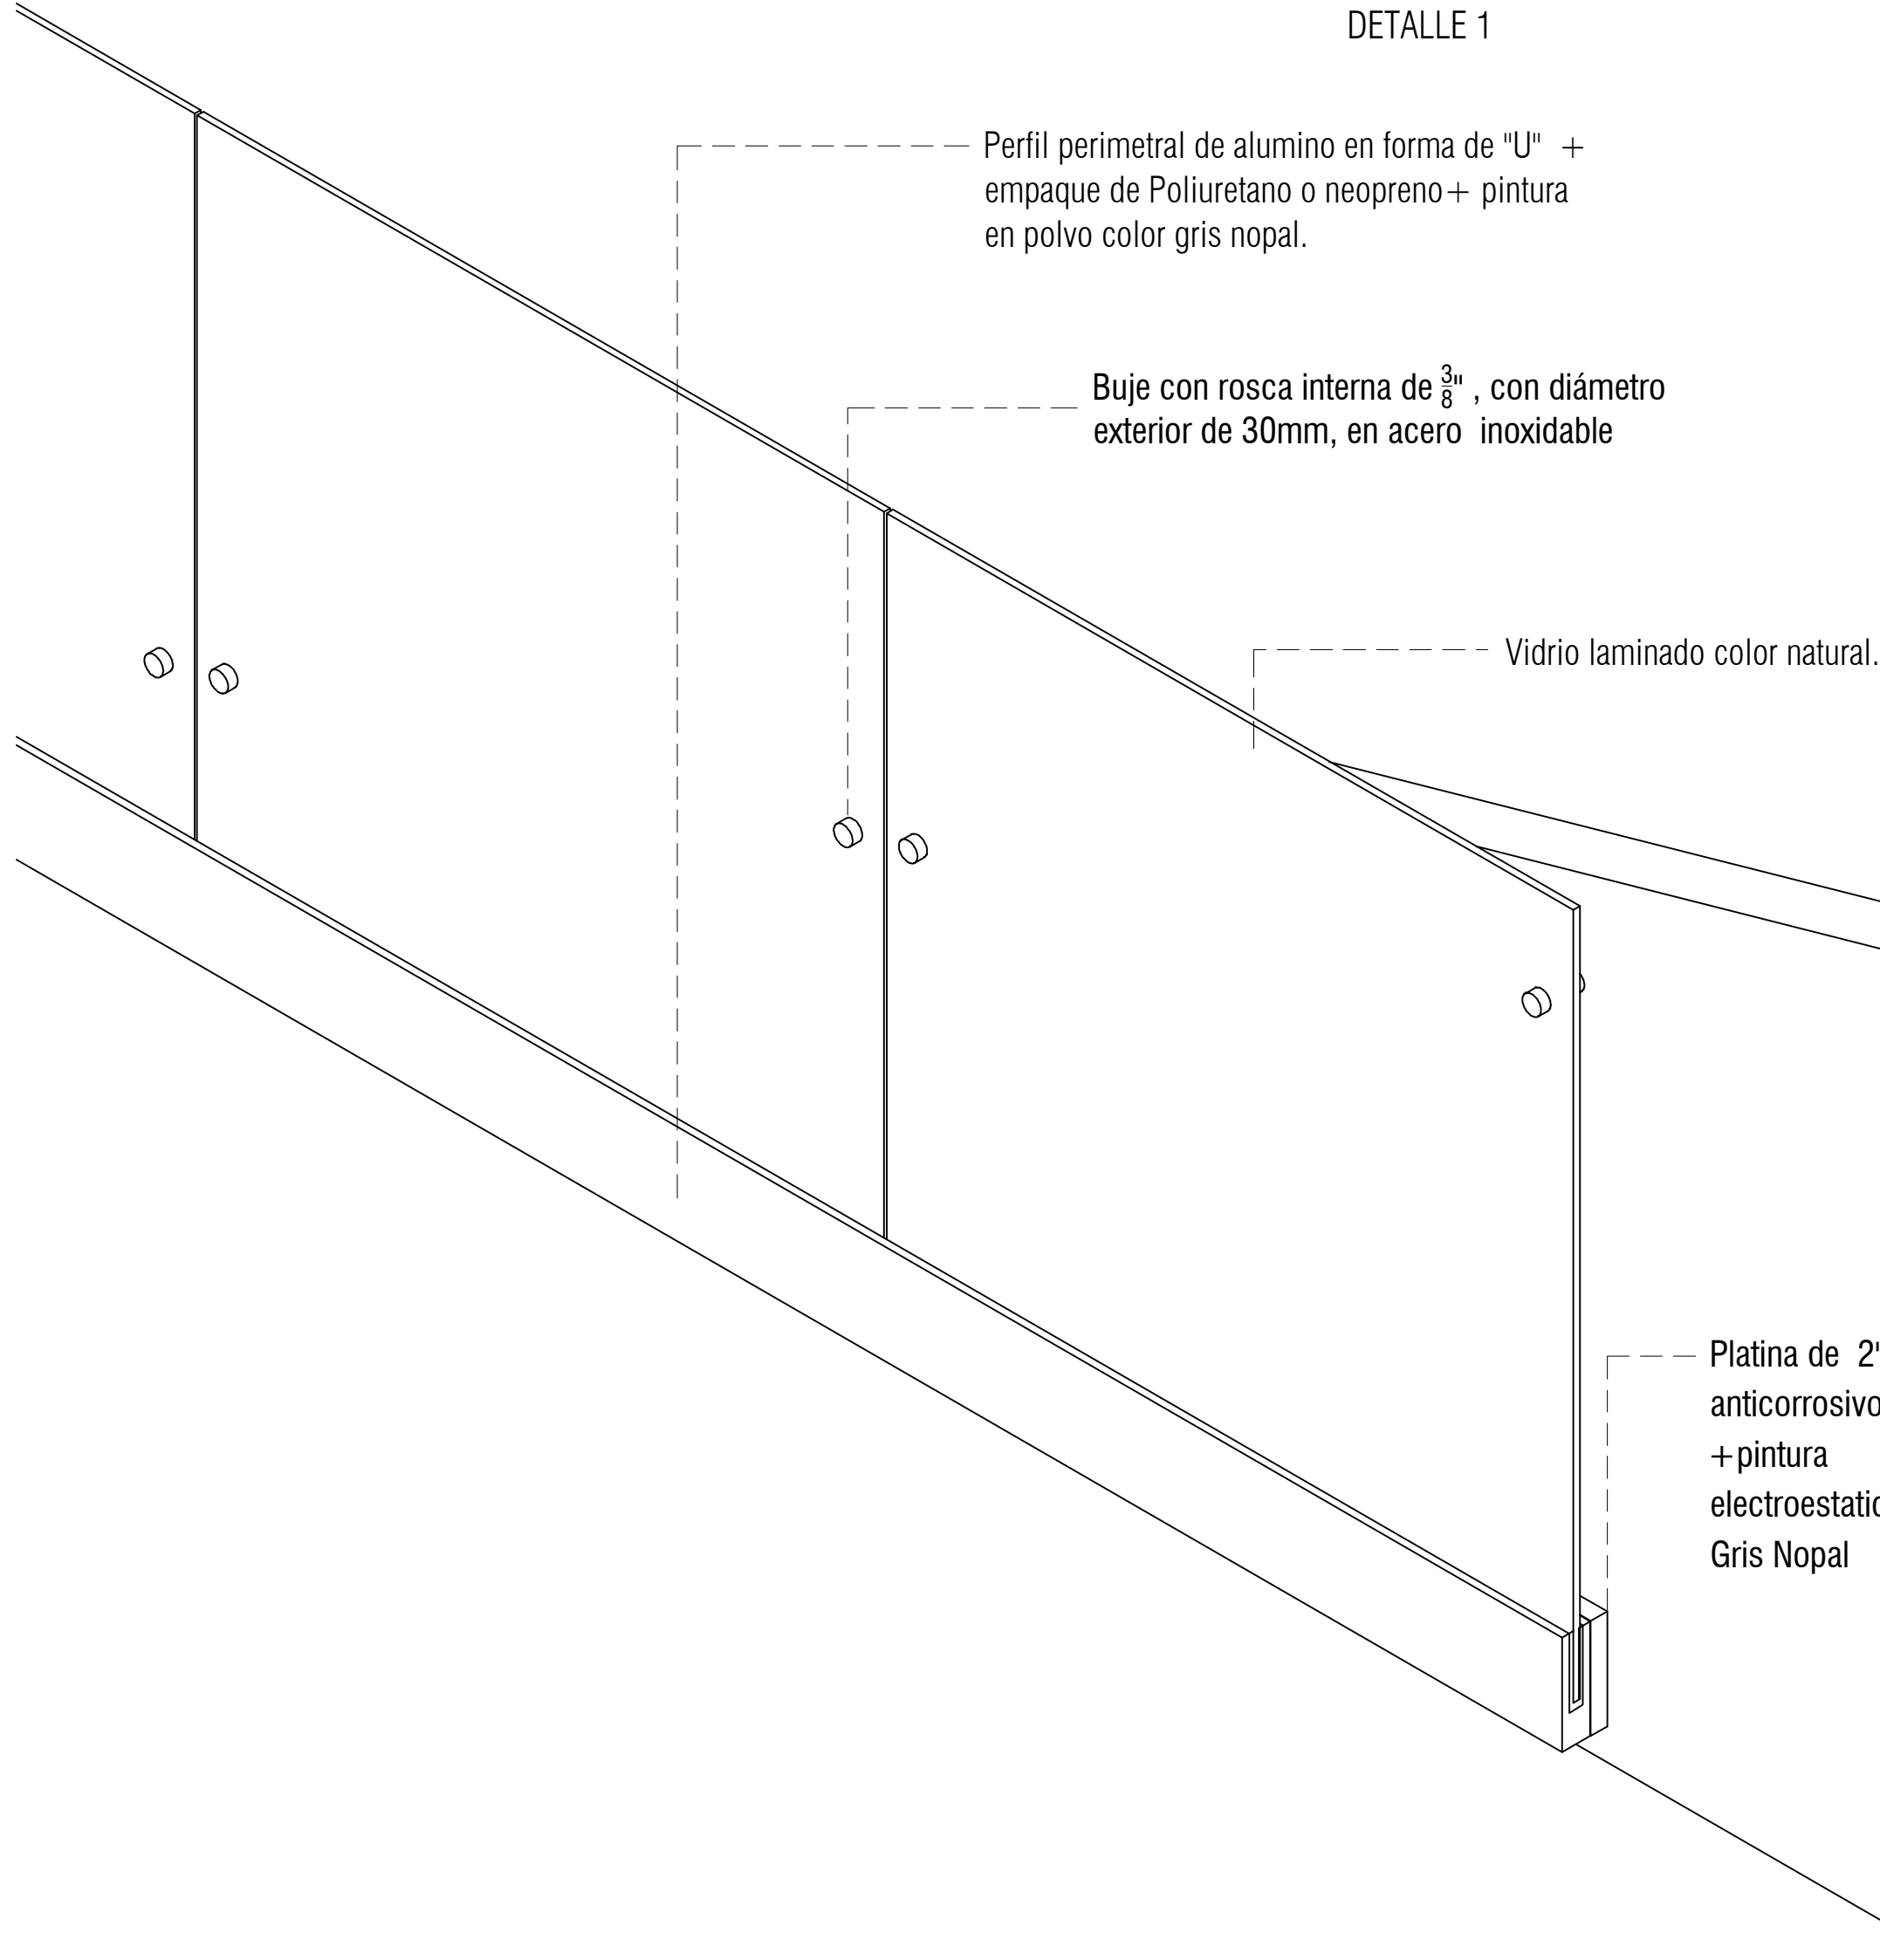 DETALLE 1
Perfil perimetral de alumino en forma de "U" +
empaque de Poliuretano o neopreno+ pintura
en polvo color gris nopal.
Buje con rosca interna de 3/8" , con diámetro
exterior de 30mm, en acero inoxidable
Vidrio laminado color natural.
Platina de 2"
anticorrosivo
+pintura
Gris Nopal